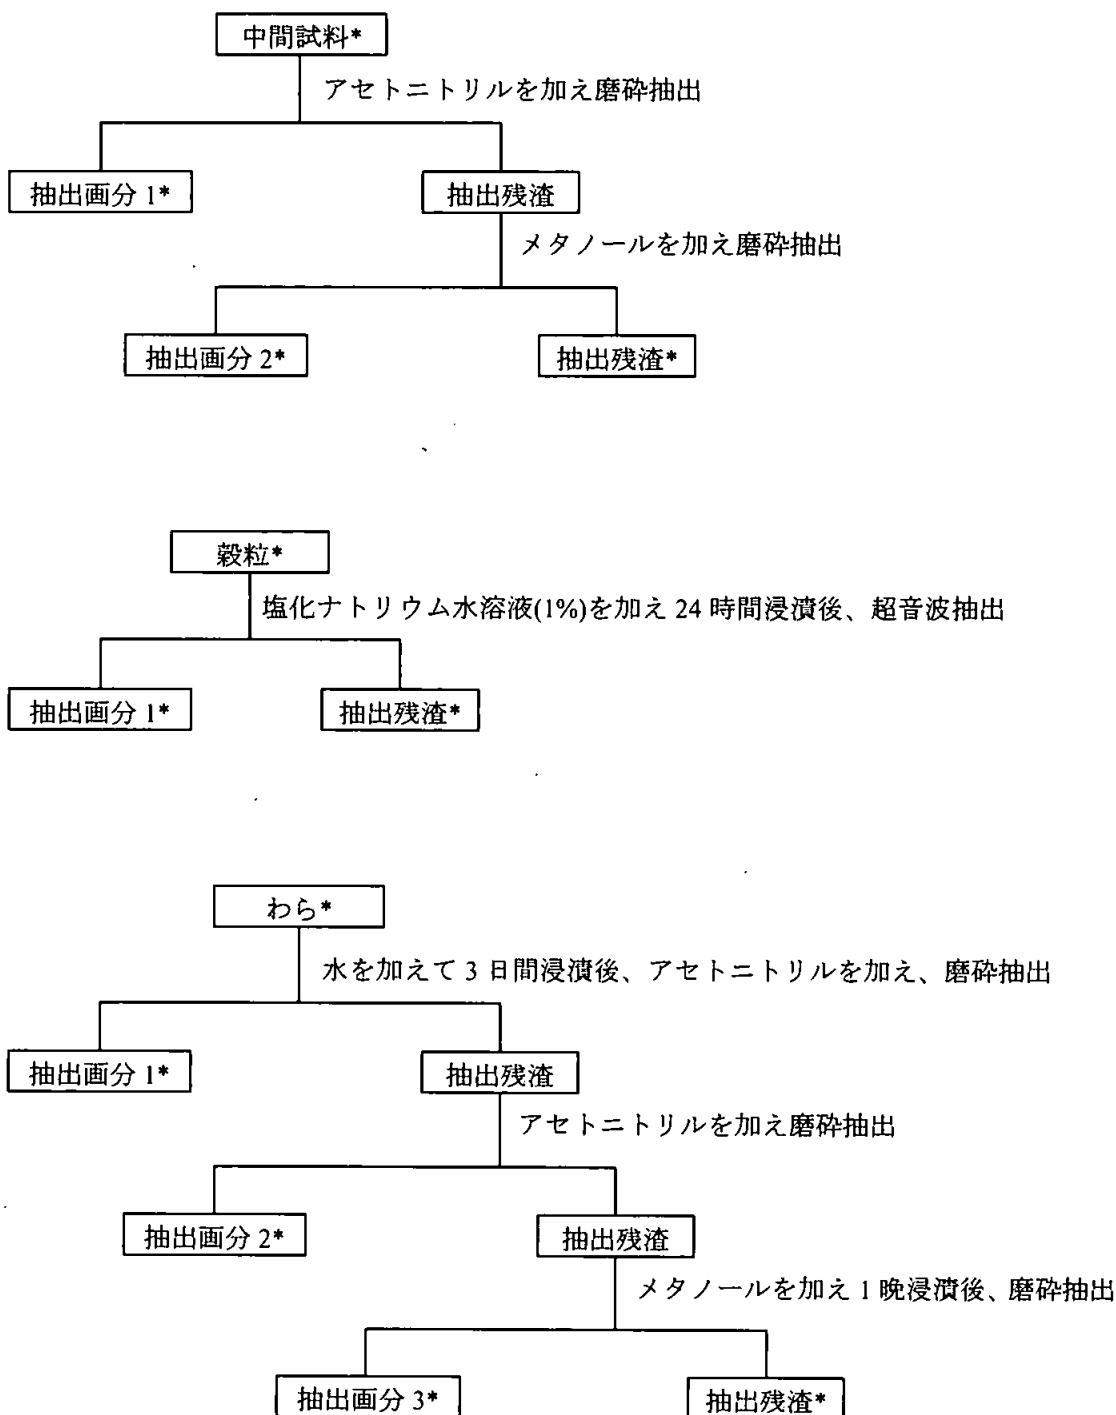 中間試料*
アセトニトリルを加え磨砕抽出
抽出画分 1*
抽出残渣
メタノールを加え磨砕抽出
抽出画分 2*
抽出残渣*
穀粒*
塩化ナトリウム水溶液(1%)を加え 24 時間浸漬後、超音波抽出
抽出画分 1*
抽出残渣*
わら*
水を加えて 3 日間浸漬後、アセトニトリルを加え、磨砕抽出
抽出画分 1*
抽出残渣
アセトニトリルを加え磨砕抽出
抽出画分 2*
抽出残渣
メタノールを加え 1 晩浸漬後、磨砕抽出
抽出画分 3*
抽出残渣*